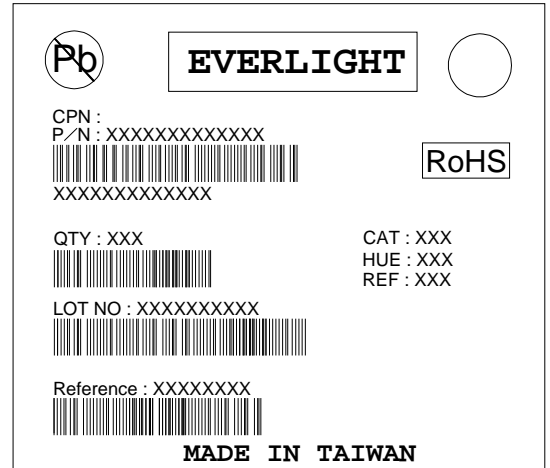 Pb
EVERLIGHT
CPN :
P/N : XXXXXXXXXXXXX
RoHS
XXXXXXXXXXXXX
QTY : XXX
CAT : XXX
HUE : XXX
REF : XXX
LOT NO : XXXXXXXXXX
Reference : XXXXXXXX
MADE IN TAIWAN